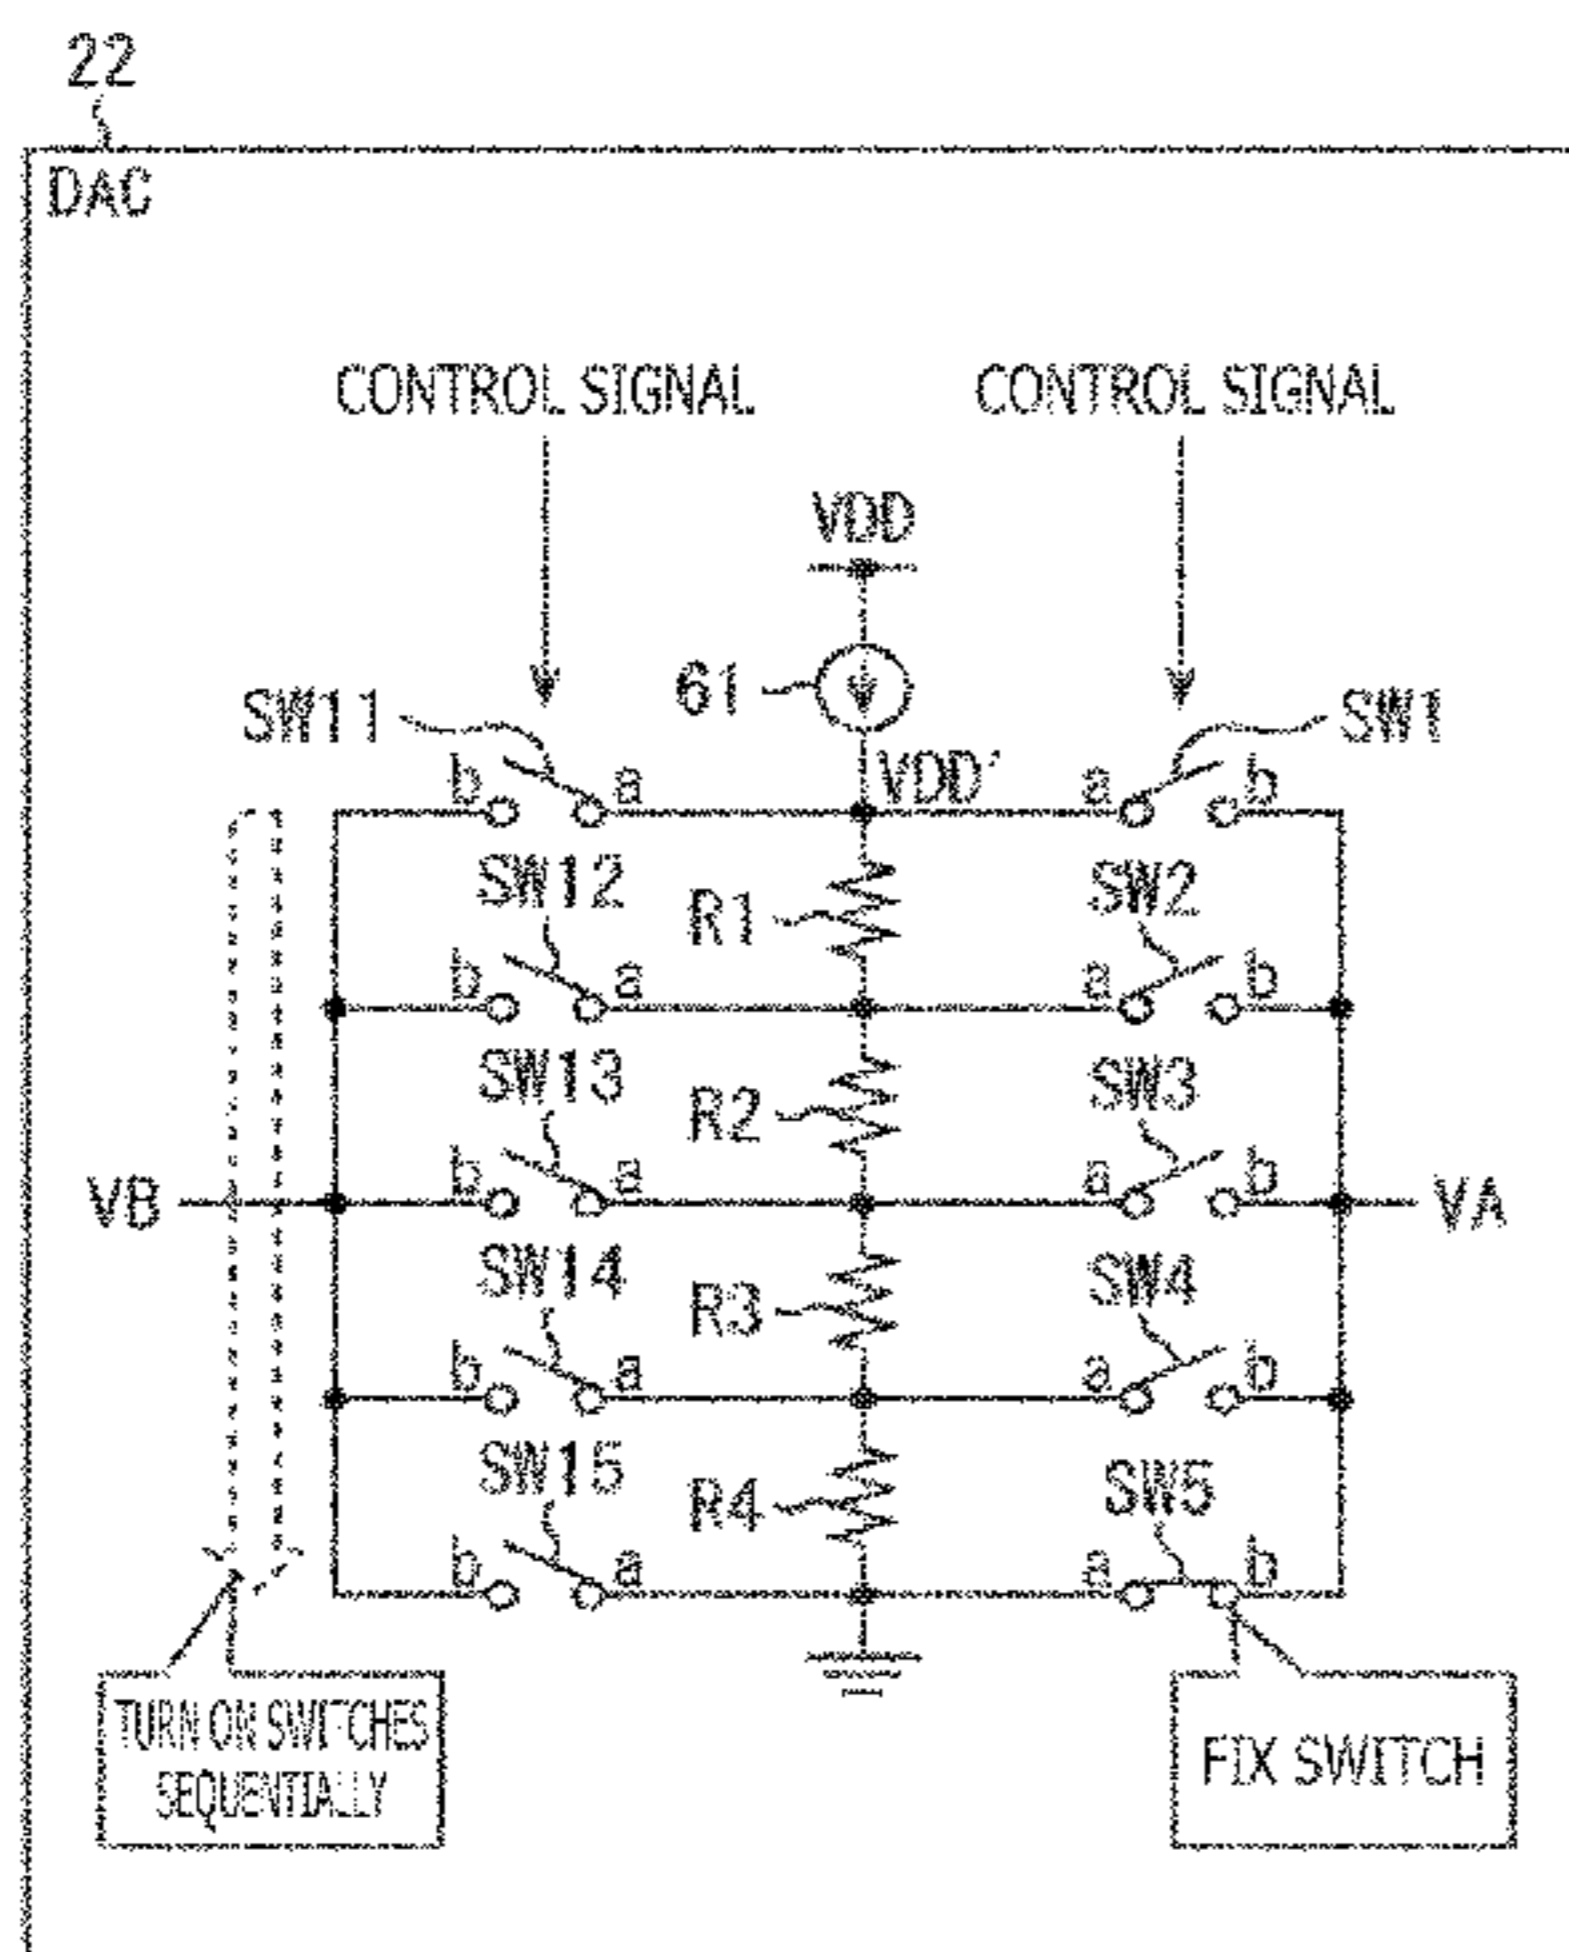 22
DAC
CONTROL SIGNAL CONTROL SIGNAL
VDD
61
SW11 SW1
VDD'
b a a b
SW12 SW2
R1
b a a b
SW13 SW3
R2
b a a b
VB VA
SW14 SW4
R3
b a a b
SW15 SW5
R4
b a a b
TURN ON SWITCHES
SEQUENTIALLY
FIX SWITCH